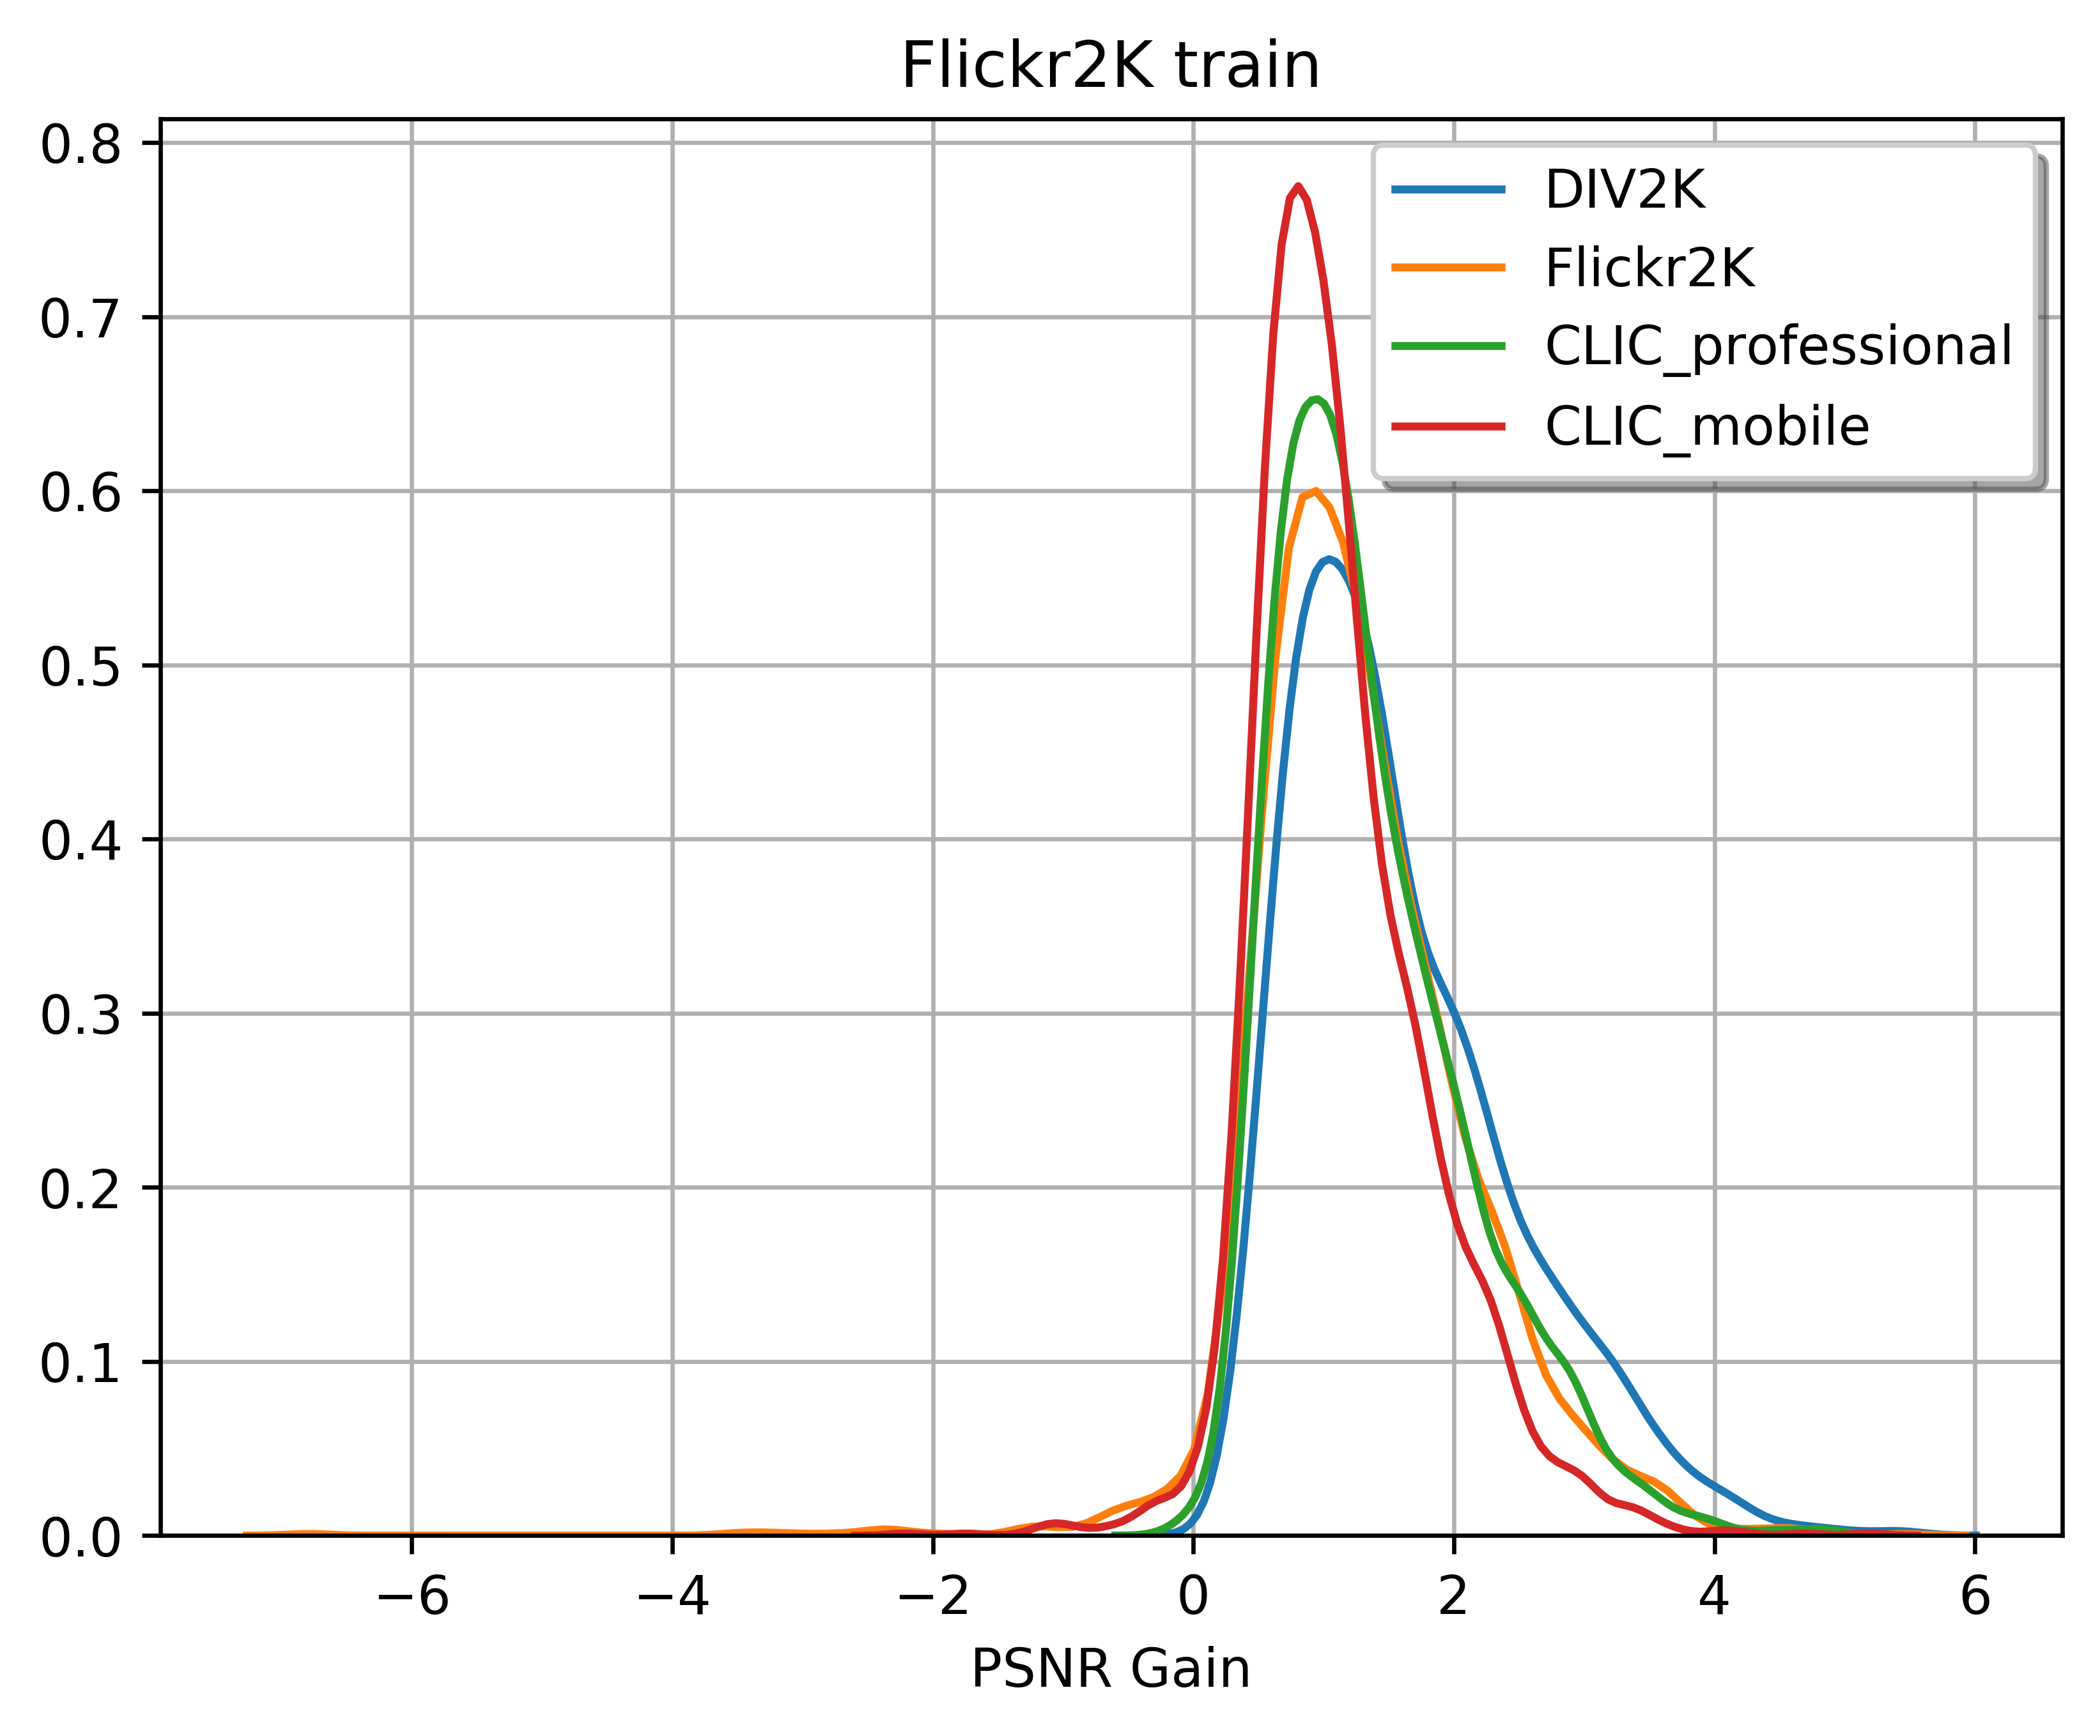 Flickr2K train
0.8
0.7
0.6
0.5
0.4
0.3
0.2
0.1
0.0
DIV2K
Flickr2K
CLIC_professional
CLIC_mobile
−6 −4 −2 0 2 4 6
PSNR Gain